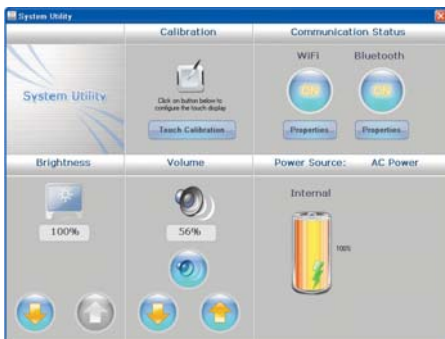 System Utility
Calibration
Communication Status
System Utility
Click on button below to
configure the touch display
Touch Calibration
WiFi
Bluetooth
ON
ON
Properties
Properties
Brightness
Volume
Power Source:
AC Power
100%
56%
Internal
100%